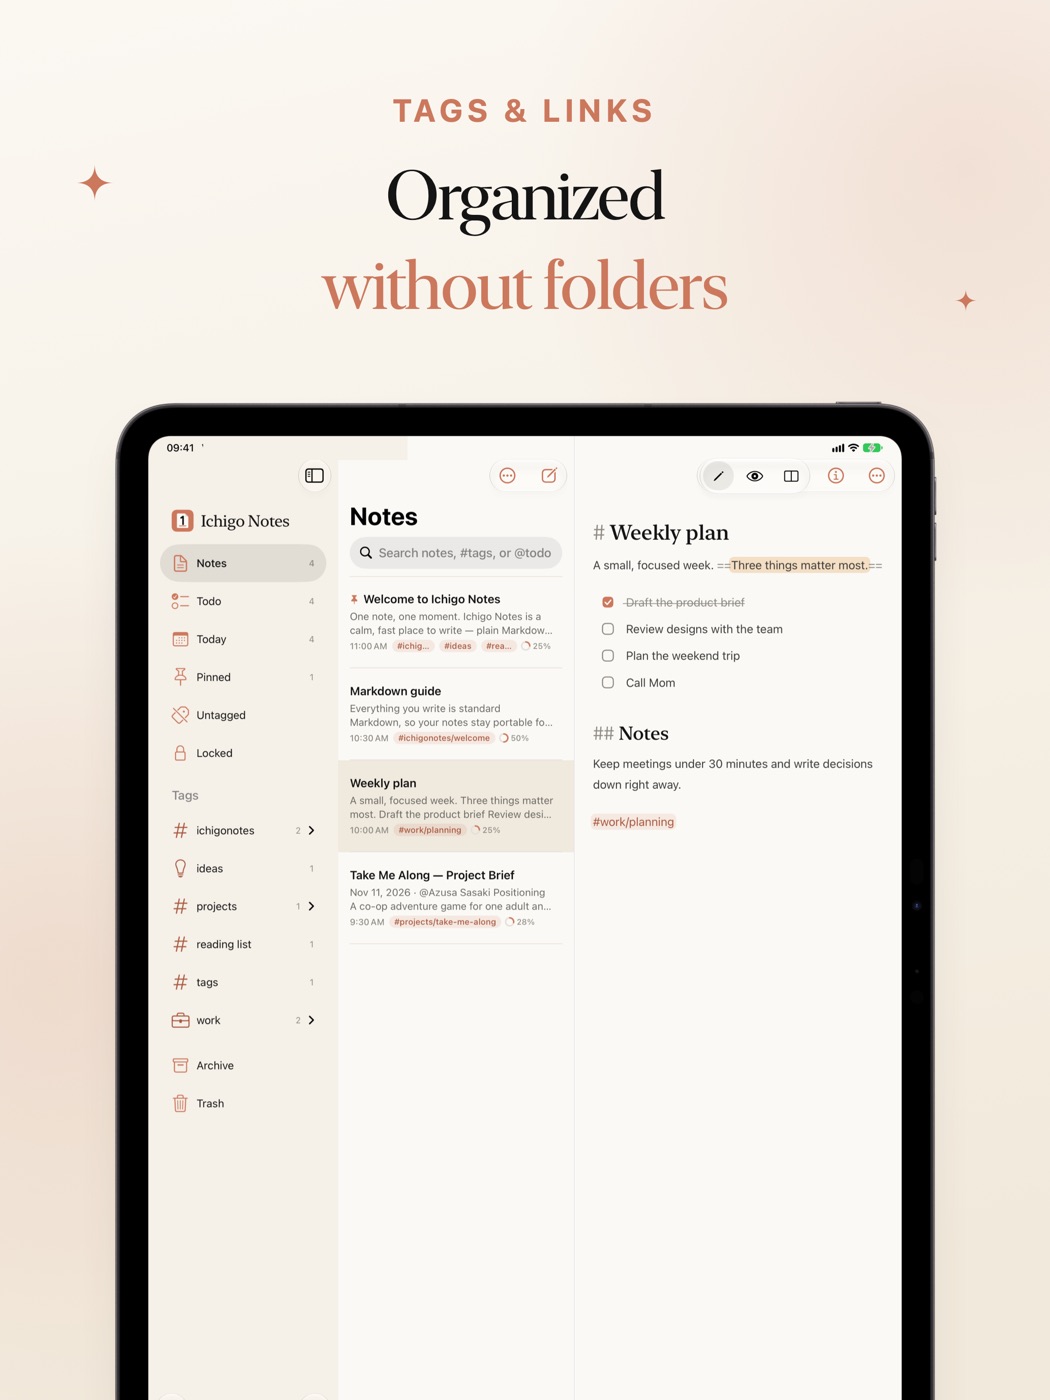 TAGS & LINKS
Organized
without folders
09:41
Ichigo Notes
Notes 4
Todo 4
Today 4
Pinned 1
Untagged
Locked
Tags
ichigonotes 2
ideas 1
projects 1
reading list 1
tags 1
work 2
Archive
Trash
Notes
Search notes, #tags, or @todo
Welcome to Ichigo Notes
One note, one moment. Ichigo Notes is a
calm, fast place to write — plain Markdow...
11:00 AM #ichig... #ideas #rea... 25%
Markdown guide
Everything you write is standard
Markdown, so your notes stay portable fo...
10:30 AM #ichigonotes/welcome 50%
Weekly plan
A small, focused week. Three things matter
most. Draft the product brief Review desi...
10:00 AM #work/planning 25%
Take Me Along — Project Brief
Nov 11, 2026 · @Azusa Sasaki Positioning
A co-op adventure game for one adult an...
9:30 AM #projects/take-me-along 28%
# Weekly plan
A small, focused week. ==Three things matter most.==
Draft the product brief
Review designs with the team
Plan the weekend trip
Call Mom
## Notes
Keep meetings under 30 minutes and write decisions
down right away.
#work/planning